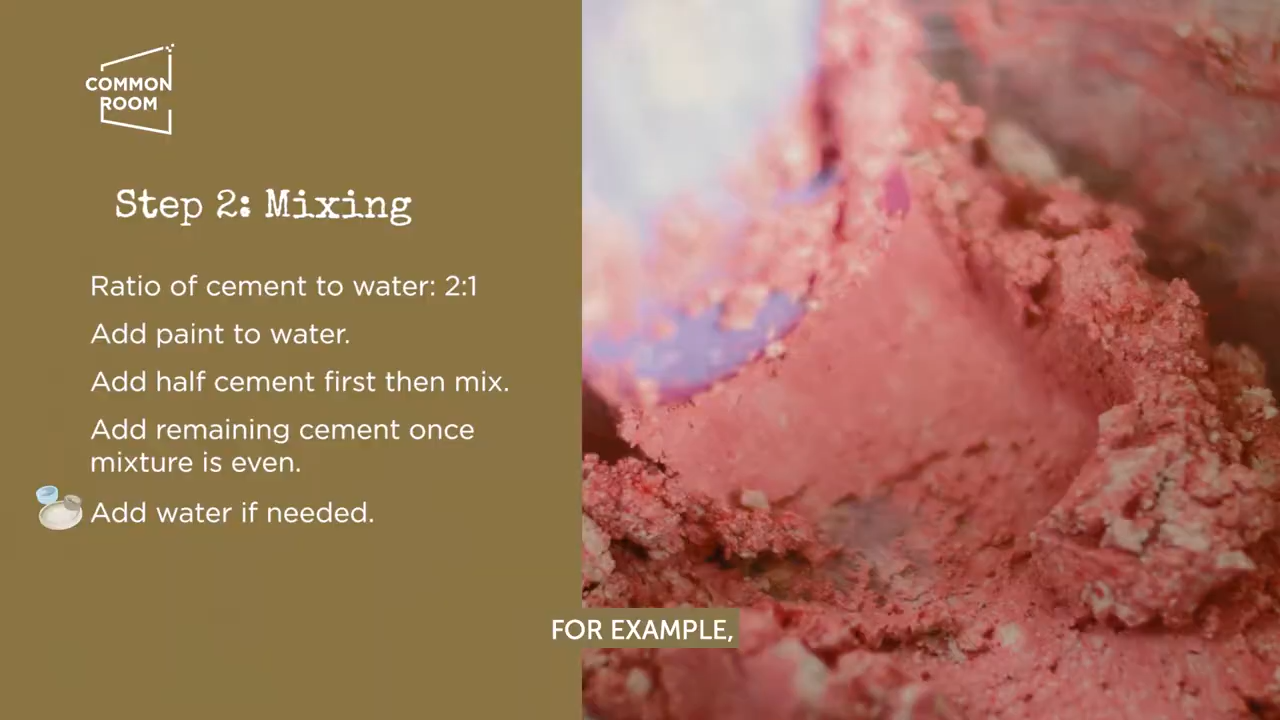 COMMON
ROOM
Step 2: Mixing
Ratio of cement to water: 2:1
Add paint to water.
Add half cement first then mix.
Add remaining cement once
mixture is even.
Add water if needed.
FOR EXAMPLE,